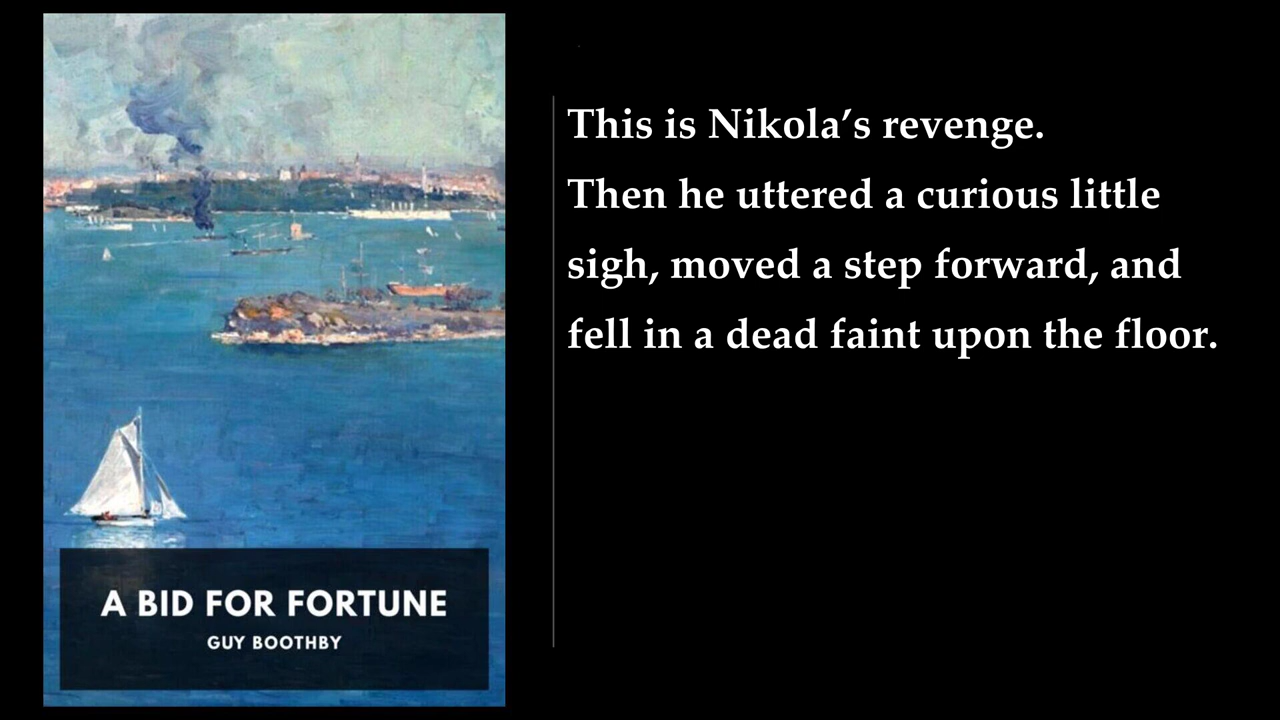 This is Nikola’s revenge.
Then he uttered a curious little
sigh, moved a step forward, and
fell in a dead faint upon the floor.
A BID FOR FORTUNE
GUY BOOTHBY